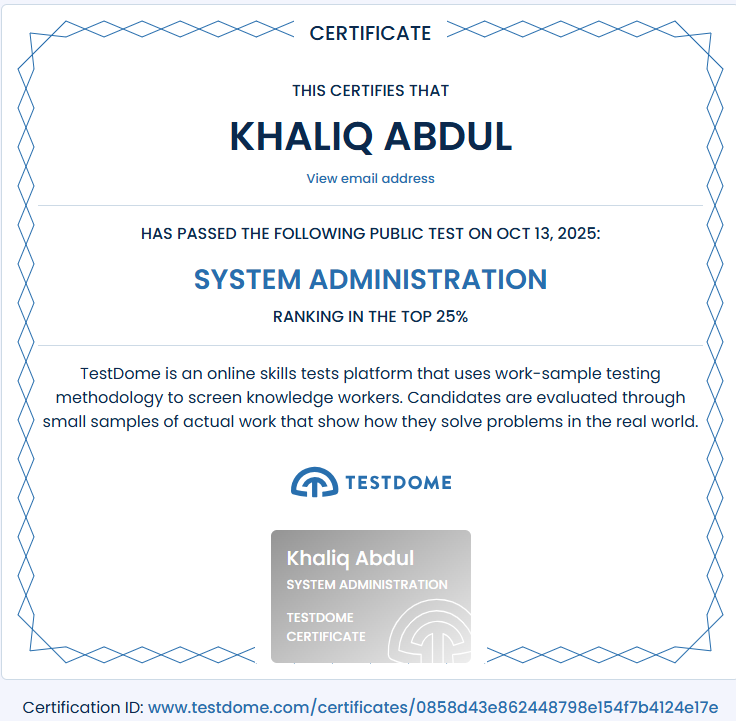 CERTIFICATE
THIS CERTIFIES THAT
KHALIQ ABDUL
View email address
HAS PASSED THE FOLLOWING PUBLIC TEST ON OCT 13, 2025:
SYSTEM ADMINISTRATION
RANKING IN THE TOP 25%
TestDome is an online skills tests platform that uses work-sample testing
methodology to screen knowledge workers. Candidates are evaluated through
small samples of actual work that show how they solve problems in the real world.
TESTDOME
Khaliq Abdul
SYSTEM ADMINISTRATION
TESTDOME
CERTIFICATE
Certification ID: www.testdome.com/certificates/0858d43e862448798e154f7b4124e17e